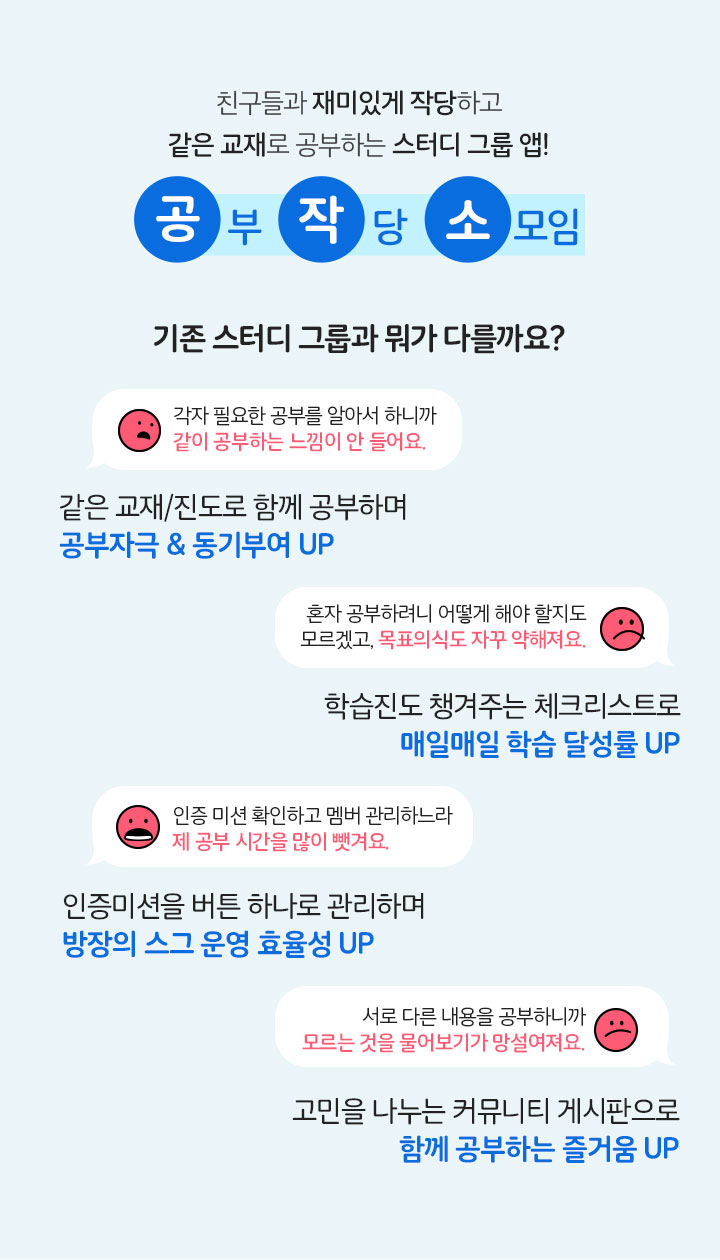 친구들과 재미있게 작당하고
같은 교재로 공부하는 스터디 그룹 앱!
공부 작당 소모임
기존 스터디 그룹과 뭐가 다를까요?
각자 필요한 공부를 알아서 하니까
같이 공부하는 느낌이 안 들어요.
같은 교재/진도로 함께 공부하며
공부자극 & 동기부여 UP
혼자 공부하려니 어떻게 해야 할지도
모르겠고, 목표의식도 자꾸 약해져요.
학습진도 챙겨주는 체크리스트로
매일매일 학습 달성률 UP
인증 미션 확인하고 멤버 관리하느라
제 공부 시간을 많이 뺏겨요.
인증미션을 버튼 하나로 관리하며
방장의 스그 운영 효율성 UP
서로 다른 내용을 공부하니까
모르는 것을 물어보기가 망설여져요.
고민을 나누는 커뮤니티 게시판으로
함께 공부하는 즐거움 UP